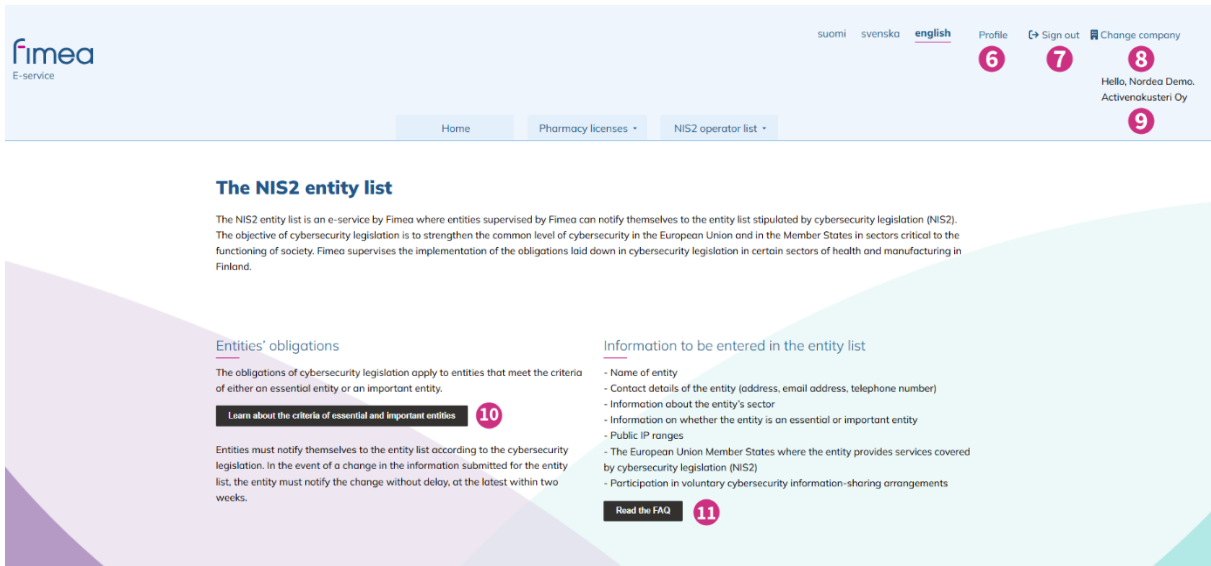 fimea
E-service
suomi svenska english Profile Sign out Change company
6 7 8
Hello, Nordea Demo.
Activenakusteri Oy
9
Home Pharmacy licenses NIS2 operator list
The NIS2 entity list
The NIS2 entity list is an e-service by Fimea where entities supervised by Fimea can notify themselves to the entity list stipulated by cybersecurity legislation (NIS2).
The objective of cybersecurity legislation is to strengthen the common level of cybersecurity in the European Union and in the Member States in sectors critical to the
functioning of society. Fimea supervises the implementation of the obligations laid down in cybersecurity legislation in certain sectors of health and manufacturing in
Finland.
Entities' obligations
The obligations of cybersecurity legislation apply to entities that meet the criteria
of either an essential entity or an important entity.
Learn about the criteria of essential and important entities 10
Entities must notify themselves to the entity list according to the cybersecurity
legislation. In the event of a change in the information submitted for the entity
list, the entity must notify the change without delay, at the latest within two
weeks.
Information to be entered in the entity list
- Name of entity
- Contact details of the entity (address, email address, telephone number)
- Information about the entity's sector
- Information on whether the entity is an essential or important entity
- Public IP ranges
- The European Union Member States where the entity provides services covered
by cybersecurity legislation (NIS2)
- Participation in voluntary cybersecurity information-sharing arrangements
Read the FAQ 11